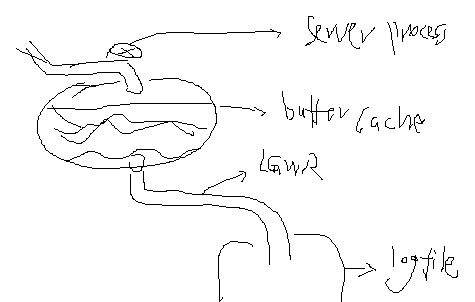 Server process
buffer cache
LGWR
logfile